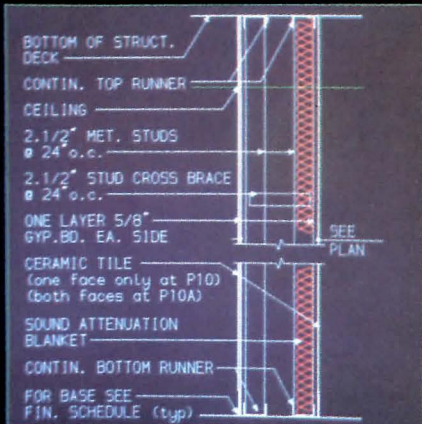 BOTTOM OF STRUCT.
DECK
CONTIN. TOP RUNNER
CEILING
2.1/2" MET. STUDS
@ 24"o.c.
2.1/2" STUD CROSS BRACE
@ 24"o.c.
ONE LAYER 5/8"
GYP.BD. EA. SIDE
SEE
PLAN
CERAMIC TILE
(one face only at P10)
(both faces at P10A)
SOUND ATTENUATION
BLANKET
CONTIN. BOTTOM RUNNER
FOR BASE SEE
FIN. SCHEDULE (typ)